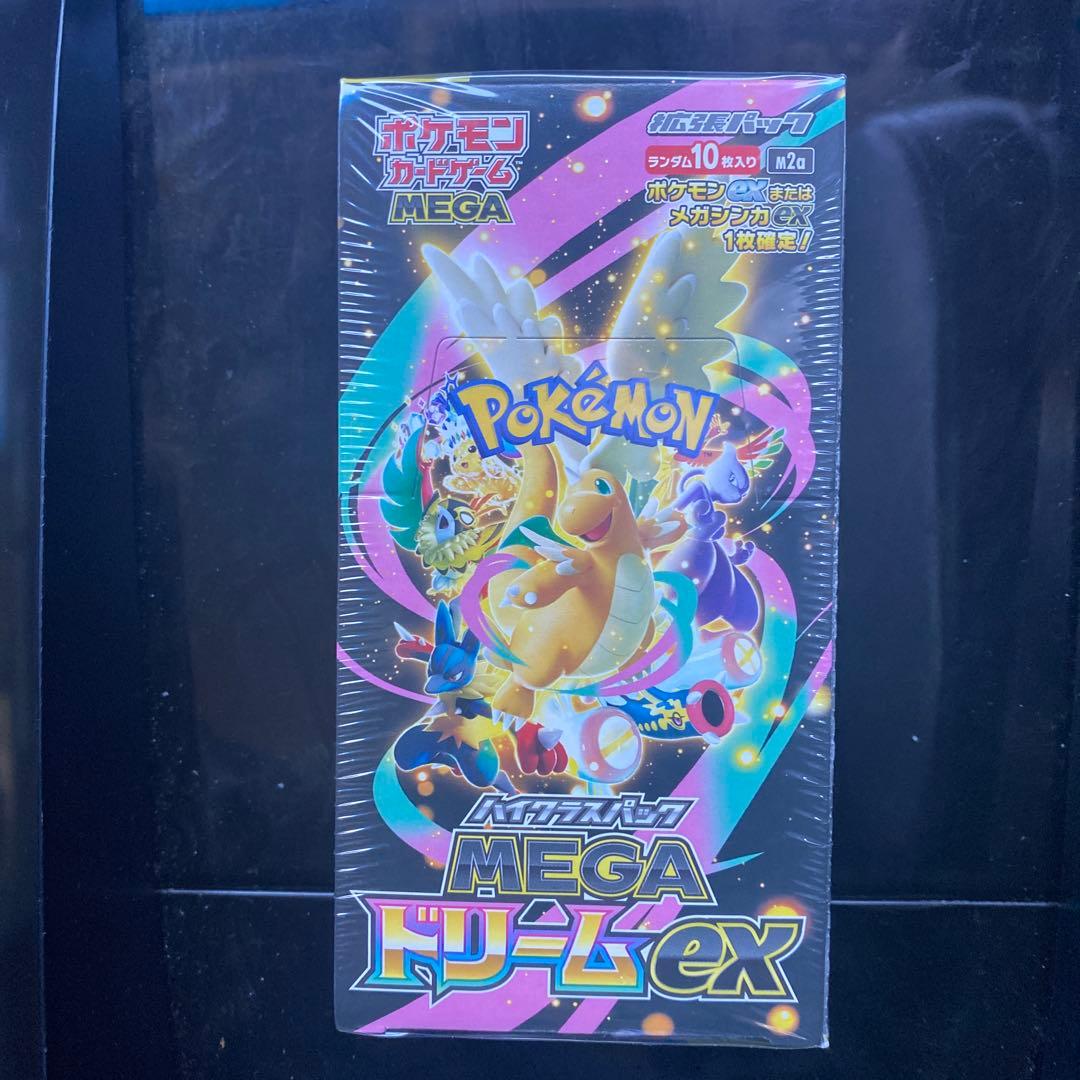 ポケモン
カードゲーム™
MEGA
拡張パック
ランダム10枚入り M2a
ポケモンexまたは
メガシンカex
1枚確定!
POKéMON
™
ハイクラスパック
MEGA
ドリームex